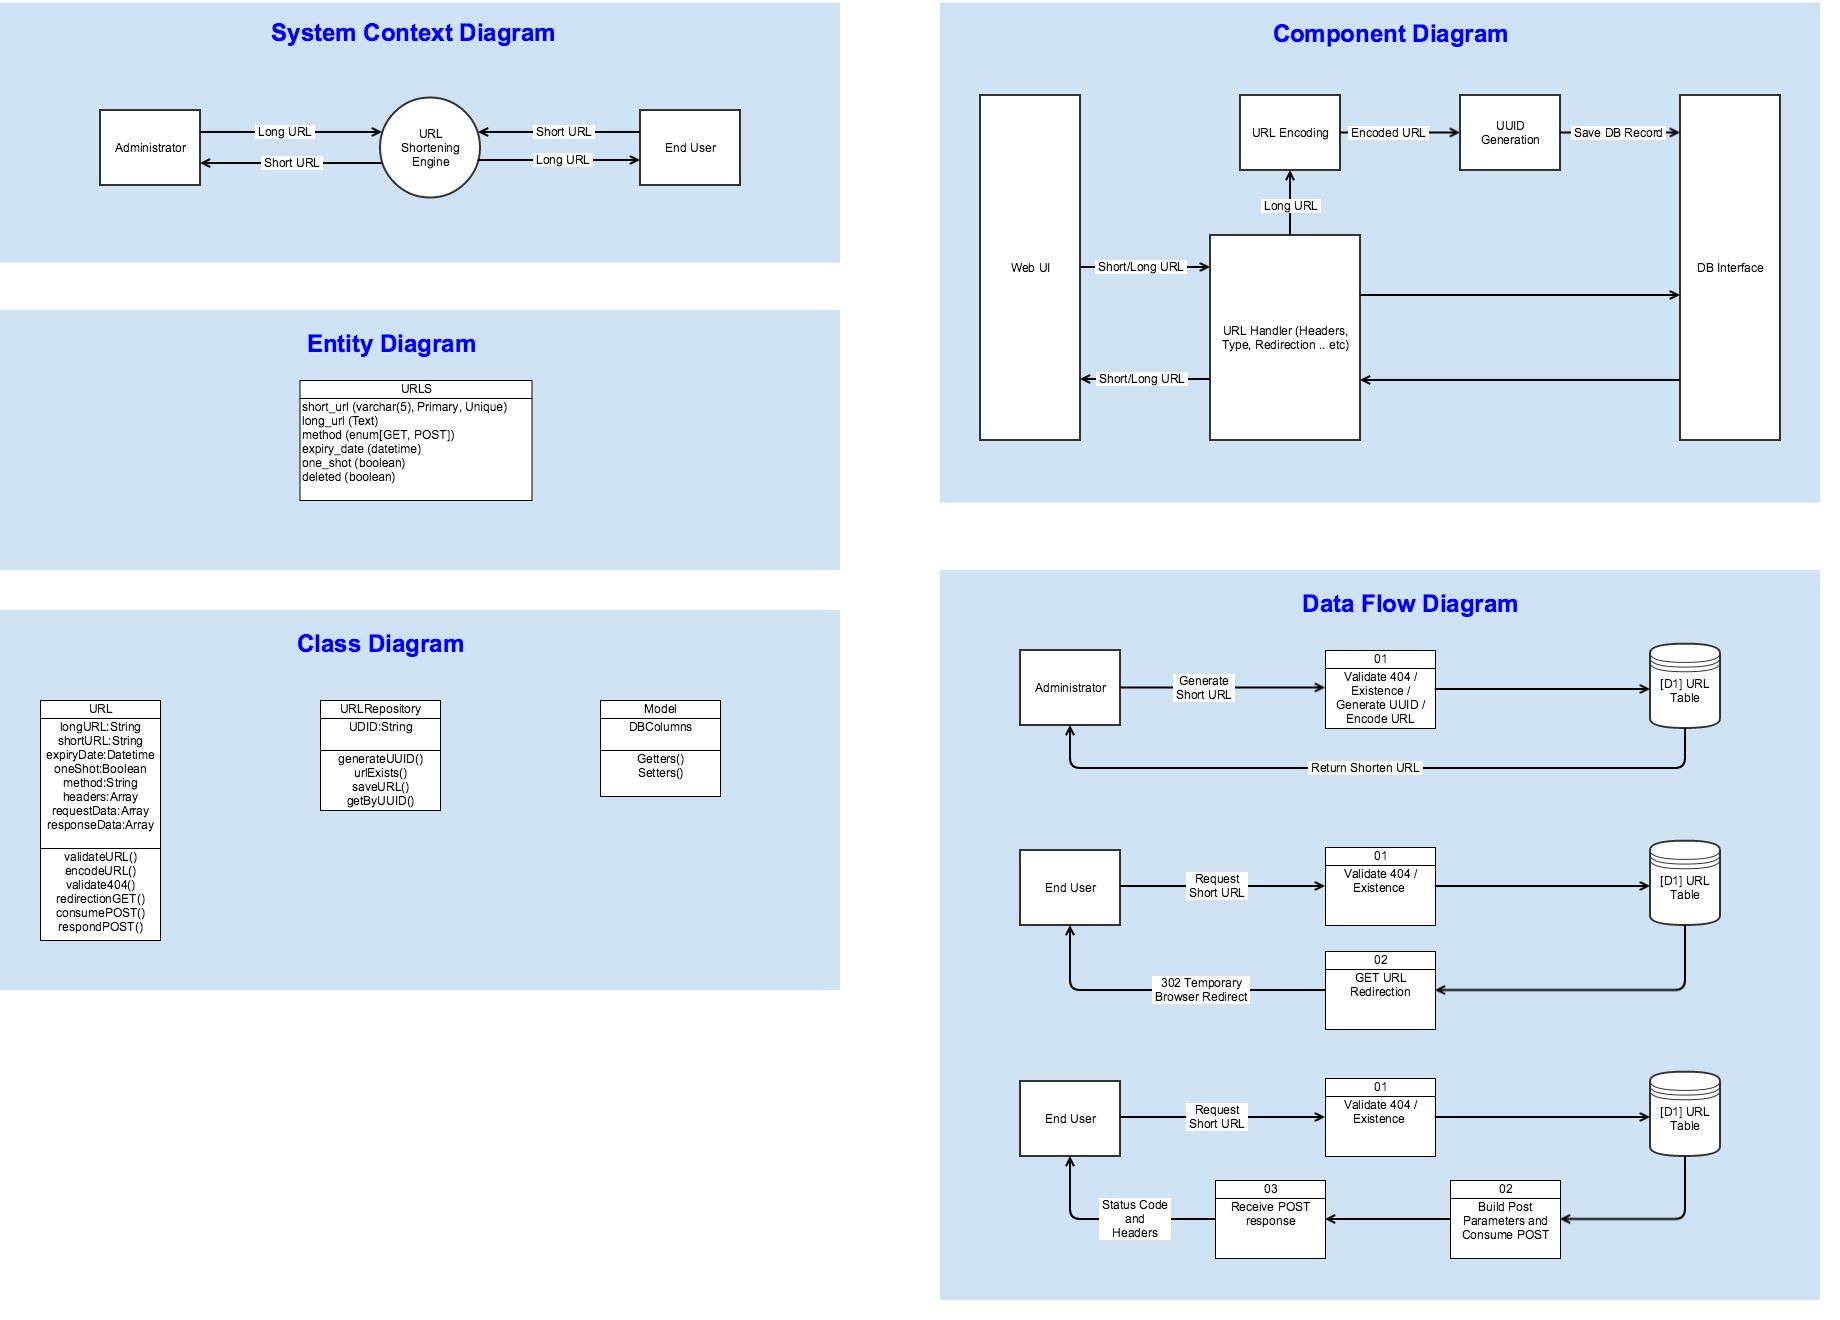 System Context Diagram
Administrator
Long URL
Short URL
URL
Shortening
Engine
Short URL
Long URL
End User
Entity Diagram
URLS
short_url (varchar(5), Primary, Unique)
long_url (Text)
method (enum[GET, POST])
expiry_date (datetime)
one_shot (boolean)
deleted (boolean)
Class Diagram
URL
longURL:String
shortURL:String
expiryDate:Datetime
oneShot:Boolean
method:String
headers:Array
requestData:Array
responseData:Array
validateURL()
encodeURL()
validate404()
redirectionGET()
consumePOST()
respondPOST()
URLRepository
UDID:String
generateUUID()
urlExists()
saveURL()
getByUUID()
Model
DBColumns
Getters()
Setters()
Component Diagram
Web UI
Short/Long URL
Short/Long URL
URL Handler (Headers,
Type, Redirection .. etc)
Long URL
URL Encoding
Encoded URL
UUID
Generation
Save DB Record
DB Interface
Data Flow Diagram
Administrator
Generate
Short URL
01
Validate 404 /
Existence /
Generate UUID /
Encode URL
[D1] URL
Table
Return Shorten URL
End User
Request
Short URL
01
Validate 404 /
Existence
[D1] URL
Table
02
GET URL
Redirection
302 Temporary
Browser Redirect
End User
Request
Short URL
01
Validate 404 /
Existence
[D1] URL
Table
02
Build Post
Parameters and
Consume POST
03
Receive POST
response
Status Code
and
Headers